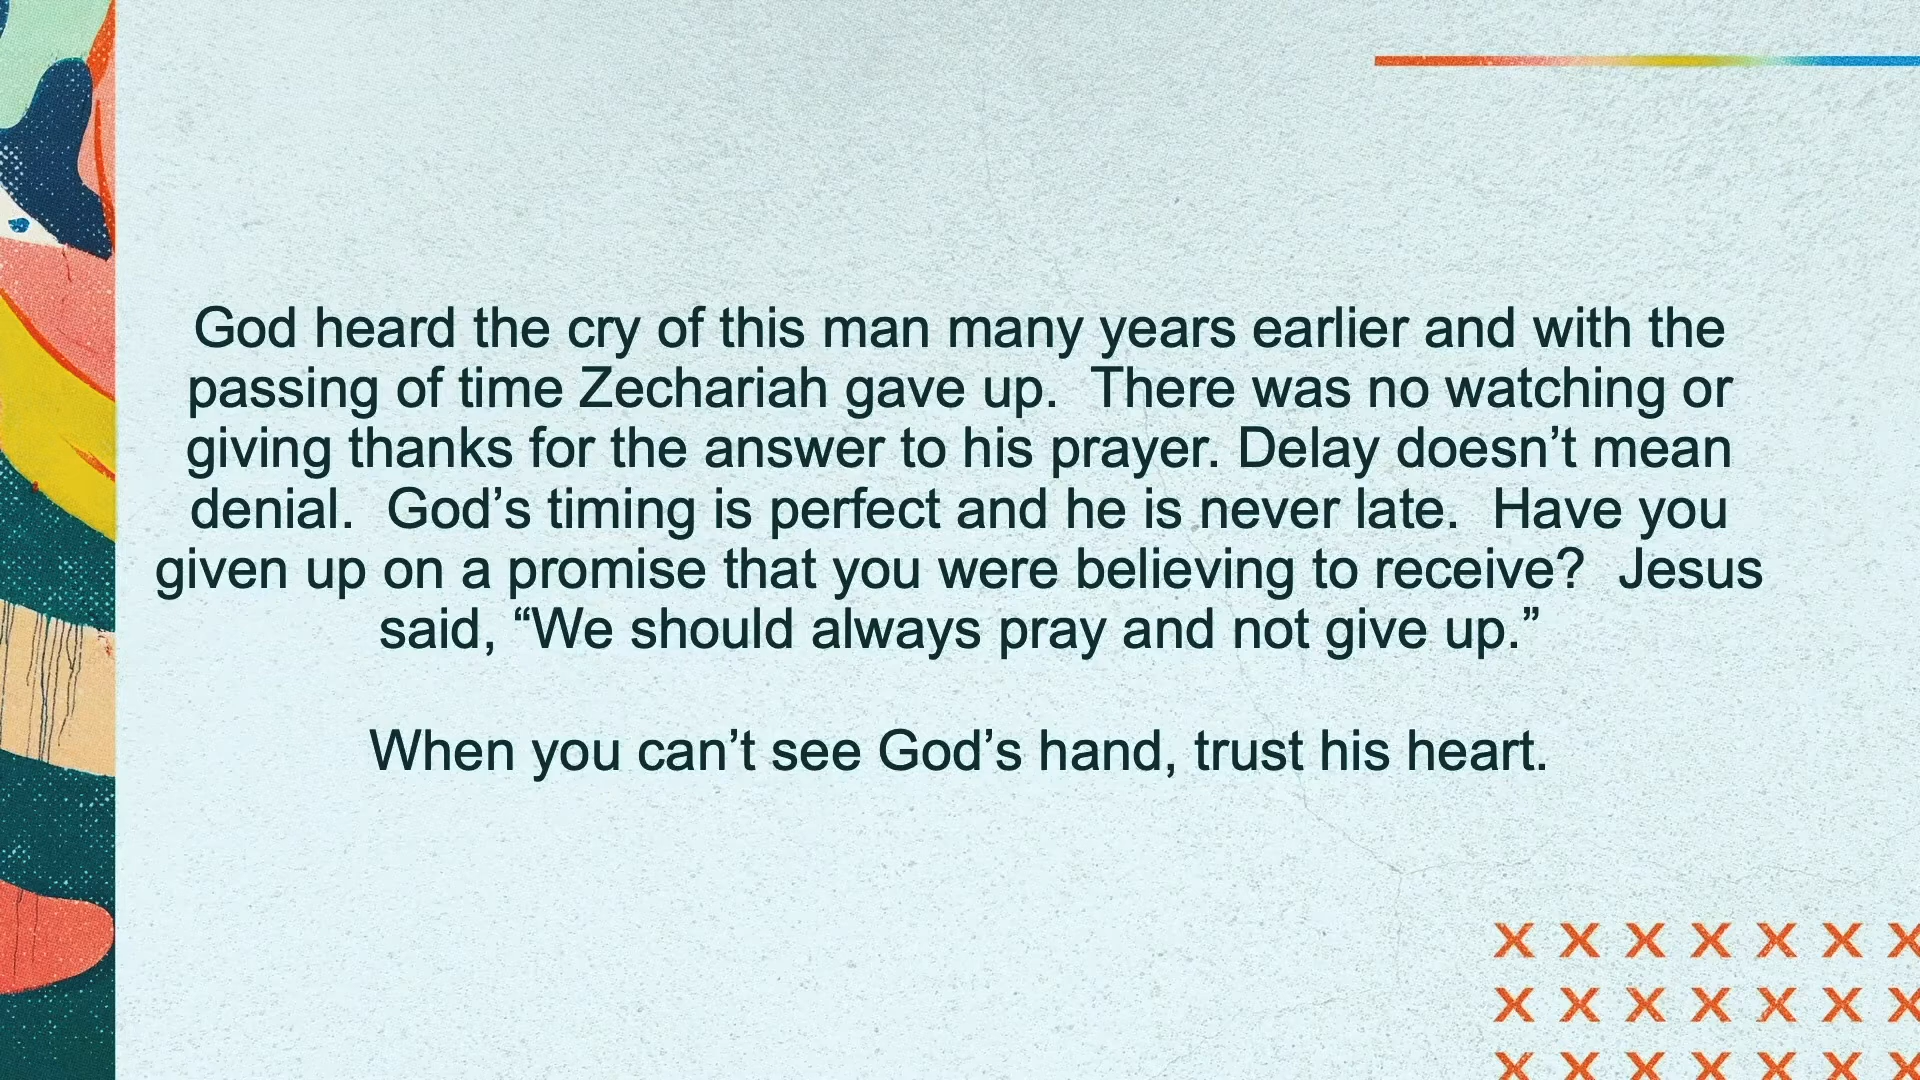 God heard the cry of this man many years earlier and with the
passing of time Zechariah gave up.  There was no watching or
giving thanks for the answer to his prayer. Delay doesn’t mean
denial.  God’s timing is perfect and he is never late.  Have you
given up on a promise that you were believing to receive?  Jesus
said, “We should always pray and not give up.”
When you can’t see God’s hand, trust his heart.